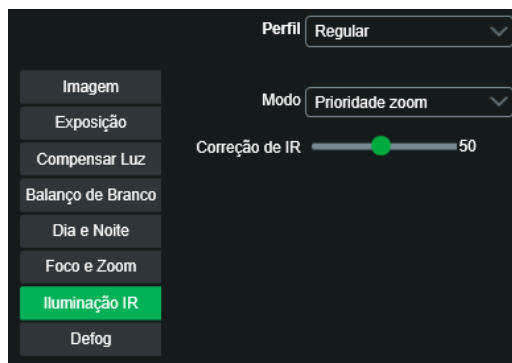 Perfil Regular
Imagem
Modo Prioridade zoom
Exposição
Correção de IR 50
Compensar Luz
Balanço de Branco
Dia e Noite
Foco e Zoom
Iluminação IR
Defog